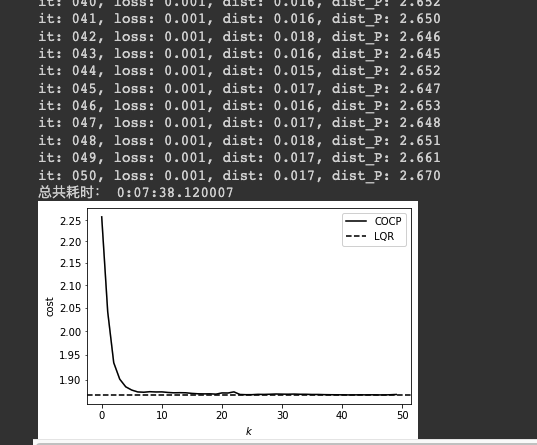 it: 040, loss: 0.001, dist: 0.016, dist_P: 2.652
it: 041, loss: 0.001, dist: 0.016, dist_P: 2.650
it: 042, loss: 0.001, dist: 0.018, dist_P: 2.646
it: 043, loss: 0.001, dist: 0.016, dist_P: 2.645
it: 044, loss: 0.001, dist: 0.015, dist_P: 2.652
it: 045, loss: 0.001, dist: 0.017, dist_P: 2.647
it: 046, loss: 0.001, dist: 0.016, dist_P: 2.653
it: 047, loss: 0.001, dist: 0.017, dist_P: 2.648
it: 048, loss: 0.001, dist: 0.018, dist_P: 2.651
it: 049, loss: 0.001, dist: 0.017, dist_P: 2.661
it: 050, loss: 0.001, dist: 0.017, dist_P: 2.670
总共耗时： 0:07:38.120007
COCP
LQR
2.25
2.20
2.15
2.10
2.05
2.00
1.95
1.90
cost
0 10 20 30 40 50
k